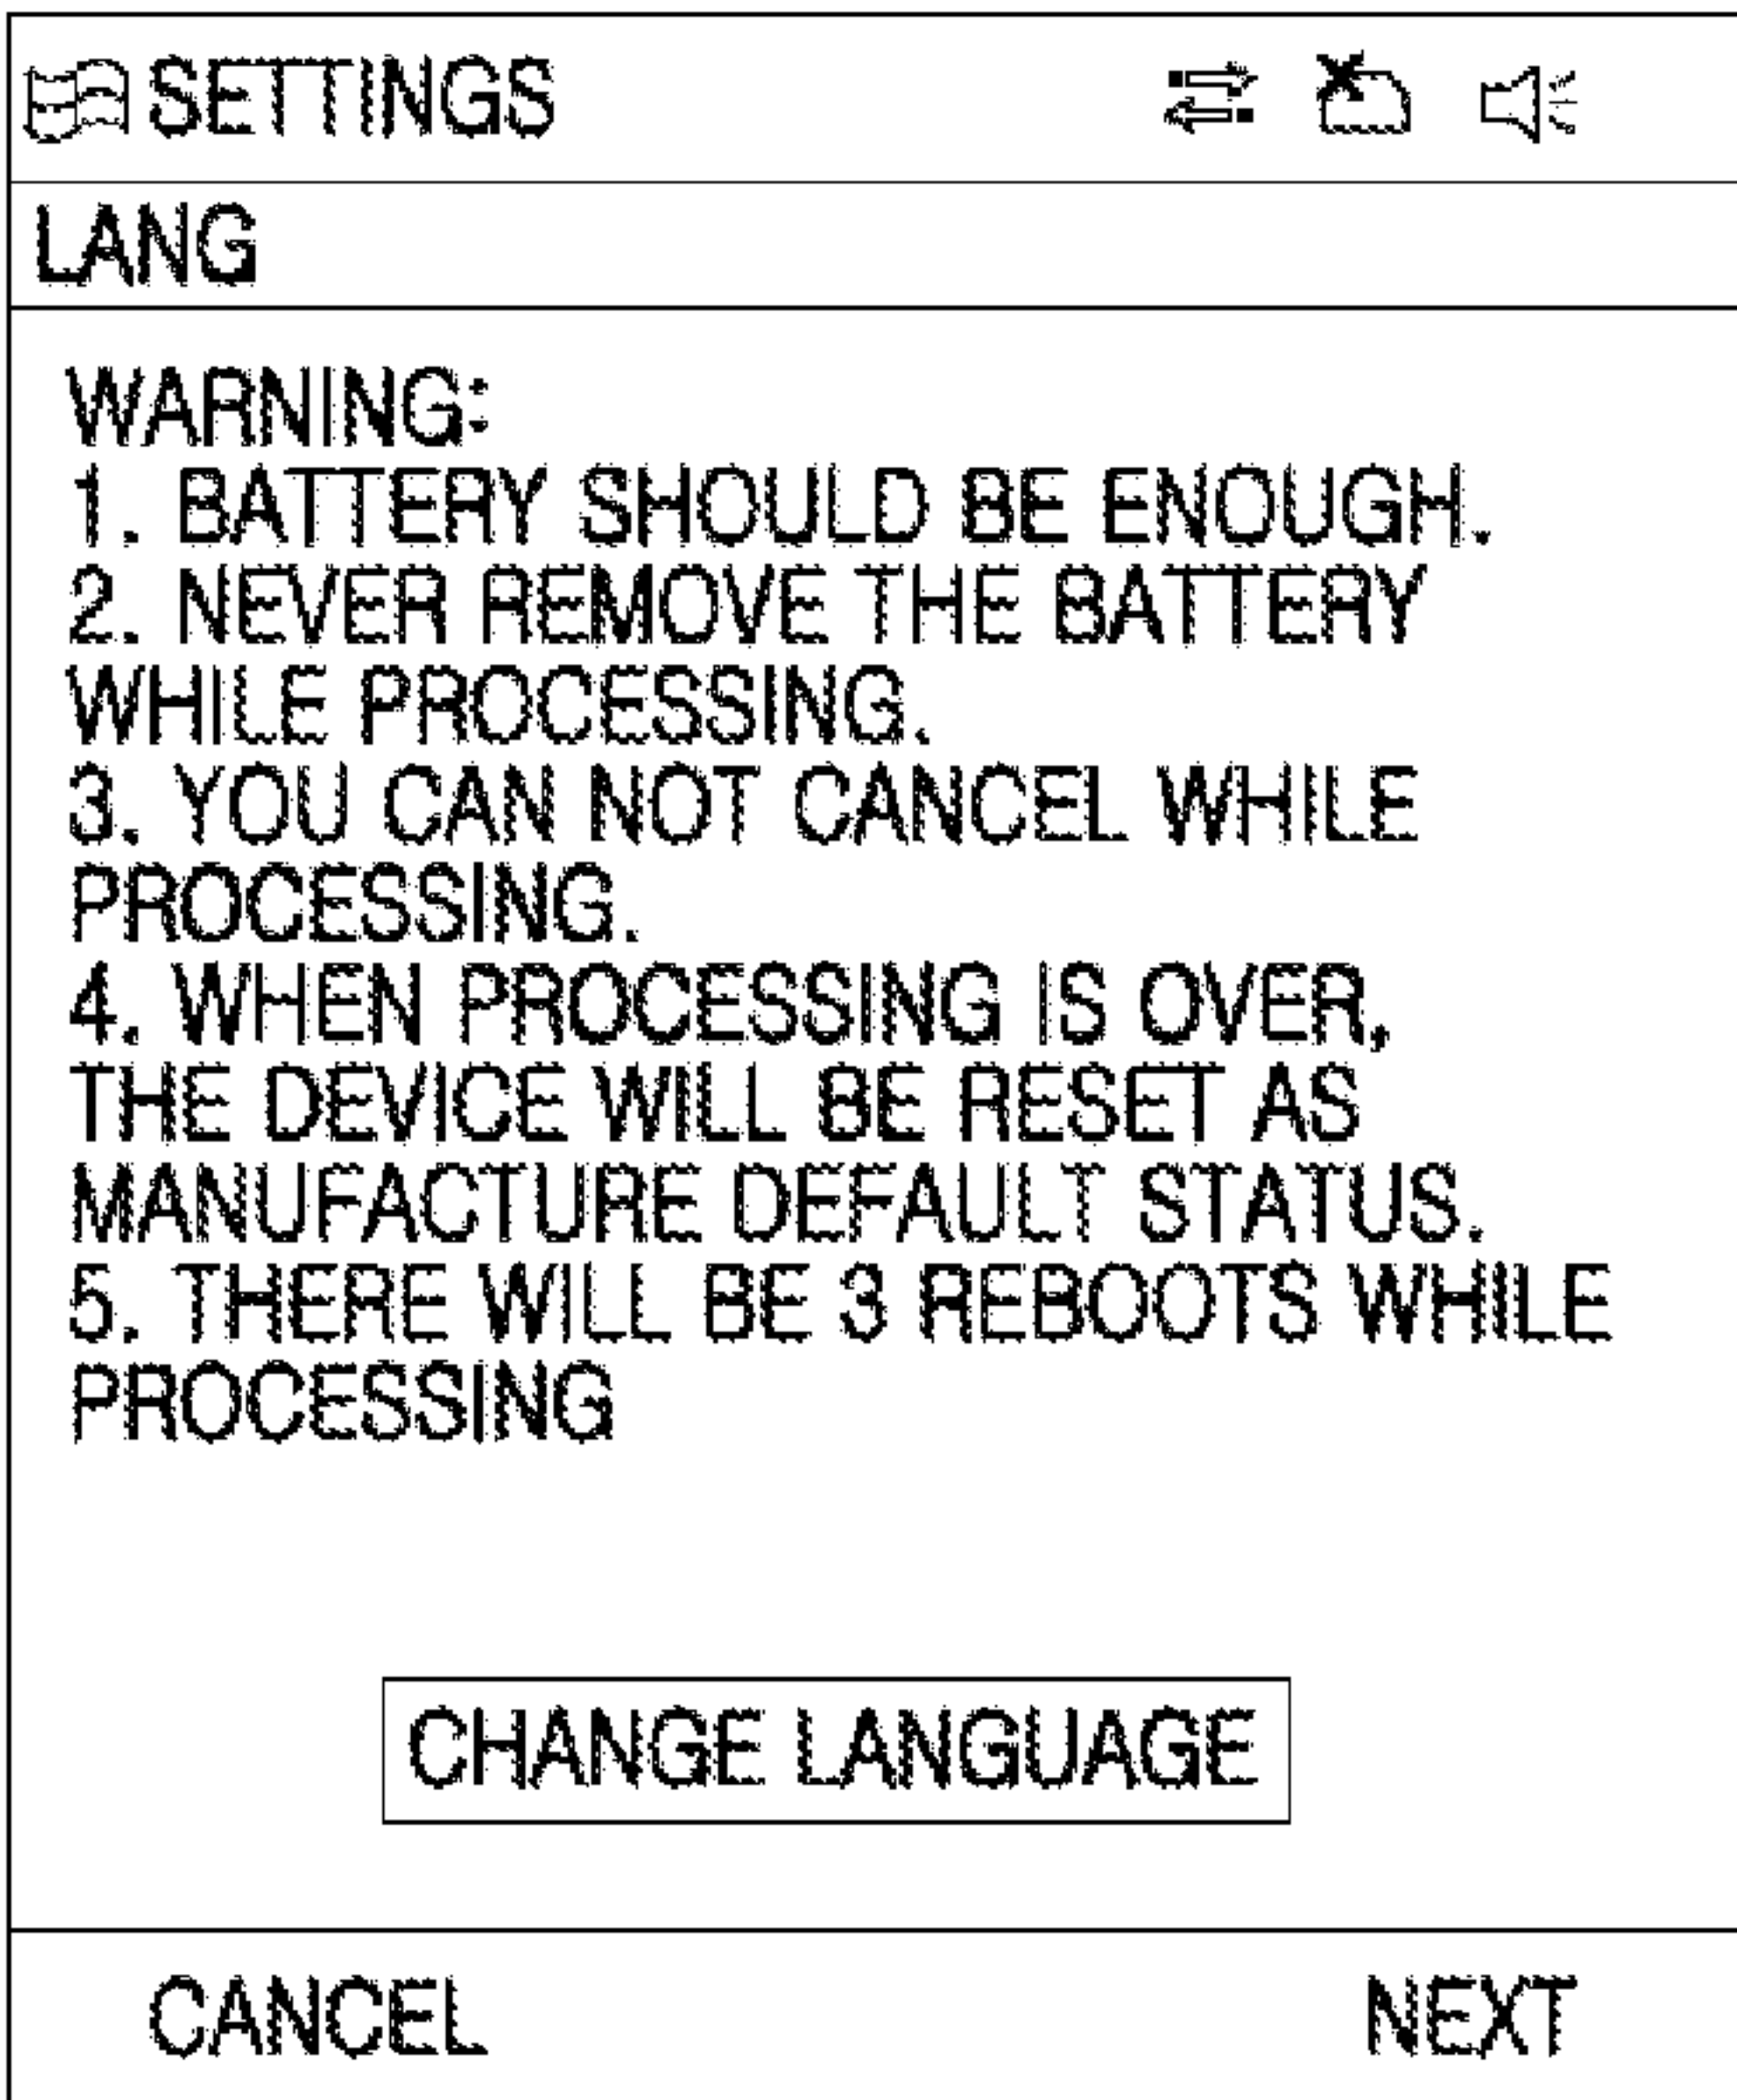 SETTINGS
LANG
WARNING:
1. BATTERY SHOULD BE ENOUGH.
2. NEVER REMOVE THE BATTERY
WHILE PROCESSING.
3. YOU CAN NOT CANCEL WHILE
PROCESSING.
4. WHEN PROCESSING IS OVER,
THE DEVICE WILL BE RESET AS
MANUFACTURE DEFAULT STATUS.
5. THERE WILL BE 3 REBOOTS WHILE
PROCESSING
CHANGE LANGUAGE
CANCEL
NEXT